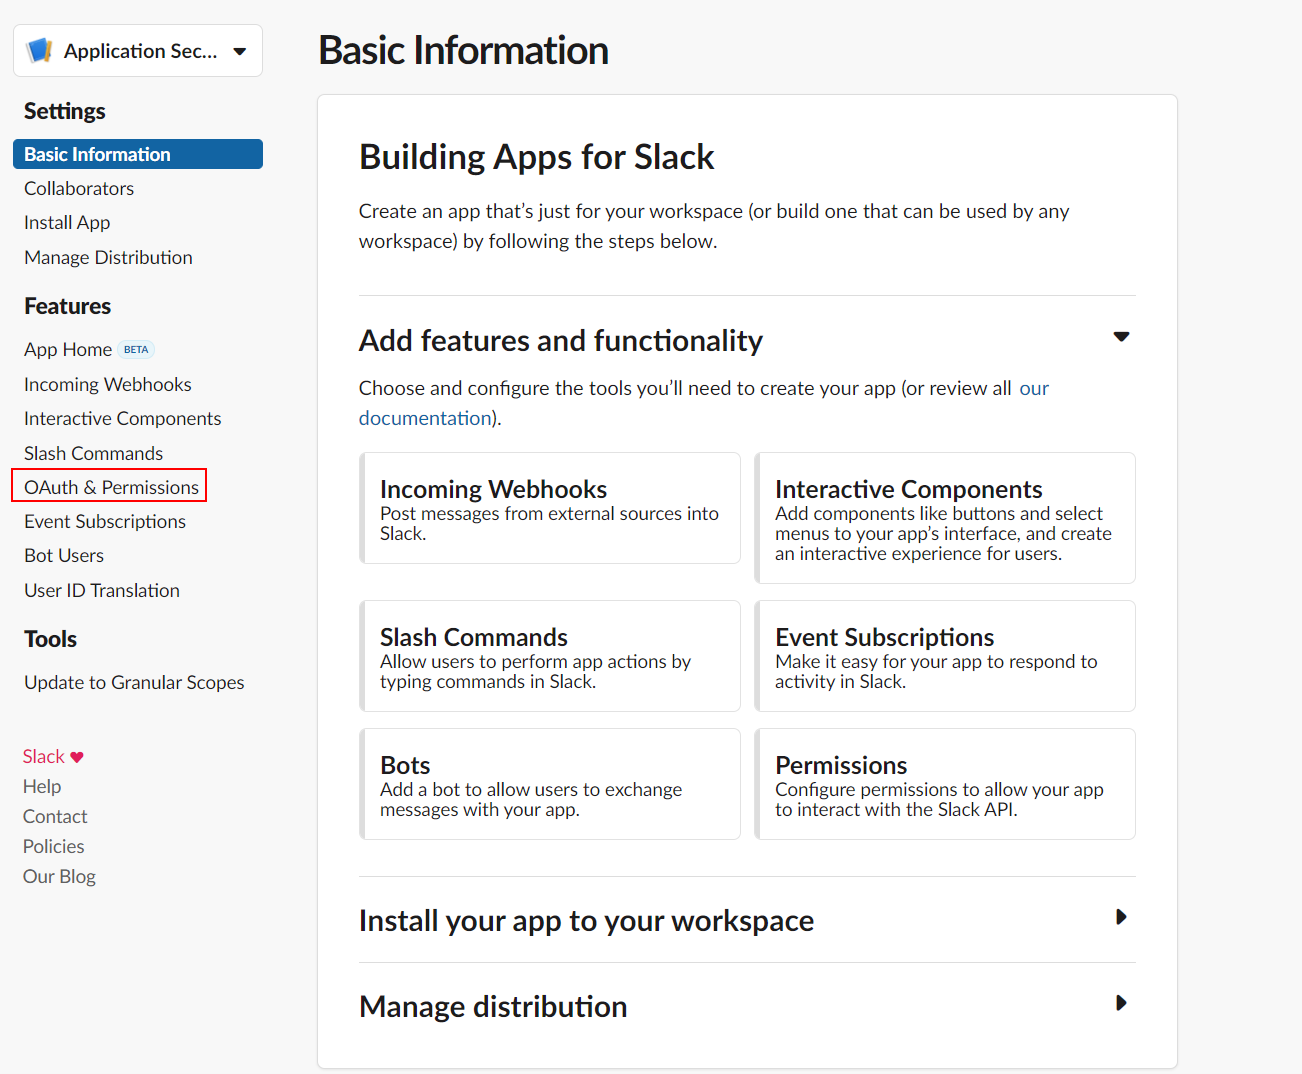 Application Sec...
Settings
Basic Information
Collaborators
Install App
Manage Distribution
Features
App Home BETA
Incoming Webhooks
Interactive Components
Slash Commands
OAuth & Permissions
Event Subscriptions
Bot Users
User ID Translation
Tools
Update to Granular Scopes
Slack ♥
Help
Contact
Policies
Our Blog
Basic Information
Building Apps for Slack
Create an app that’s just for your workspace (or build one that can be used by any
workspace) by following the steps below.
Add features and functionality
Choose and configure the tools you’ll need to create your app (or review all our
documentation).
Incoming Webhooks
Post messages from external sources into
Slack.
Interactive Components
Add components like buttons and select
menus to your app’s interface, and create
an interactive experience for users.
Slash Commands
Allow users to perform app actions by
typing commands in Slack.
Event Subscriptions
Make it easy for your app to respond to
activity in Slack.
Bots
Add a bot to allow users to exchange
messages with your app.
Permissions
Configure permissions to allow your app
to interact with the Slack API.
Install your app to your workspace
Manage distribution